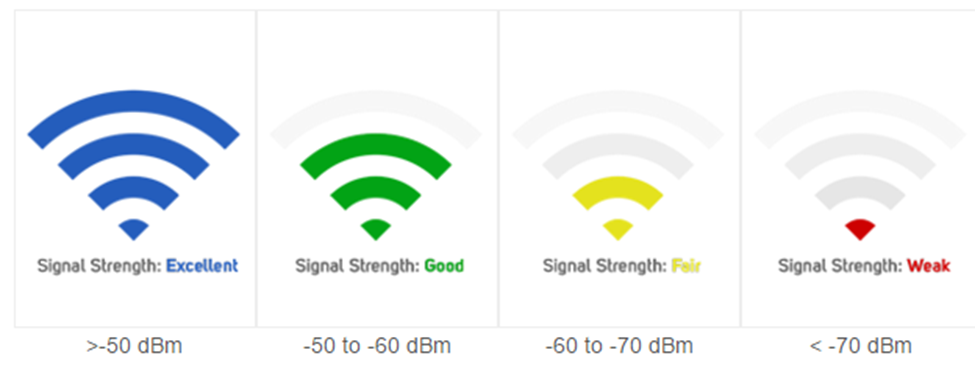 Signal Strength: Excellent
Signal Strength: Good
Signal Strength: Fair
Signal Strength: Weak
>-50 dBm
-50 to -60 dBm
-60 to -70 dBm
< -70 dBm